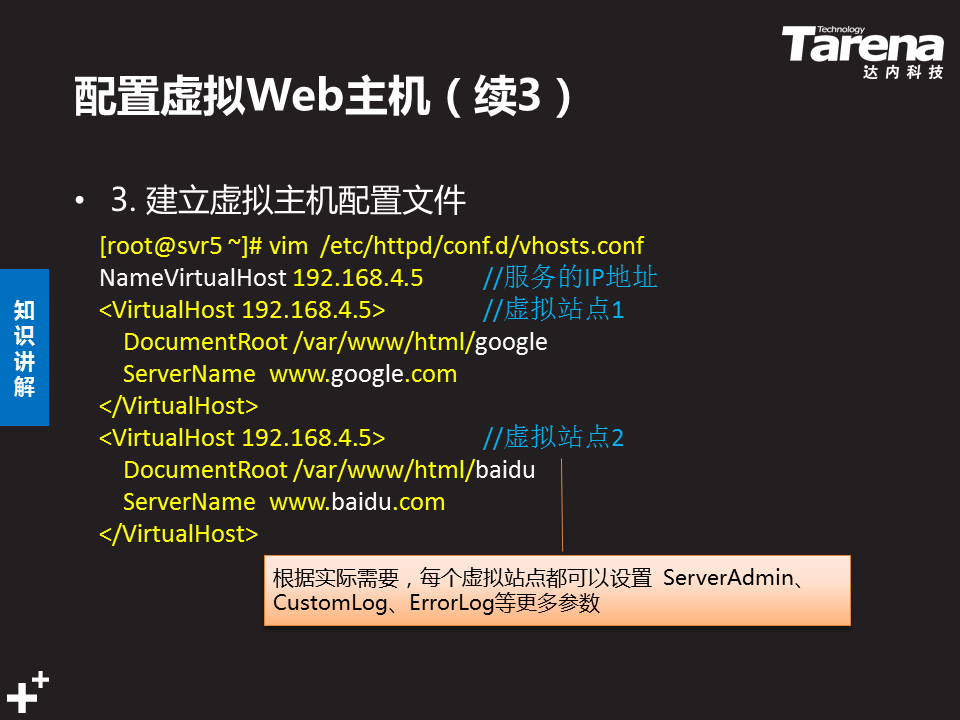 Technology
Tarena
达内科技
配置虚拟Web主机（续3）
• 3. 建立虚拟主机配置文件
[root@svr5 ~]# vim /etc/httpd/conf.d/vhosts.conf
NameVirtualHost 192.168.4.5 //服务的IP地址
<VirtualHost 192.168.4.5> //虚拟站点1
DocumentRoot /var/www/html/google
ServerName www.google.com
</VirtualHost>
<VirtualHost 192.168.4.5> //虚拟站点2
DocumentRoot /var/www/html/baidu
ServerName www.baidu.com
</VirtualHost>
知识讲解
根据实际需要，每个虚拟站点都可以设置 ServerAdmin、
CustomLog、ErrorLog等更多参数